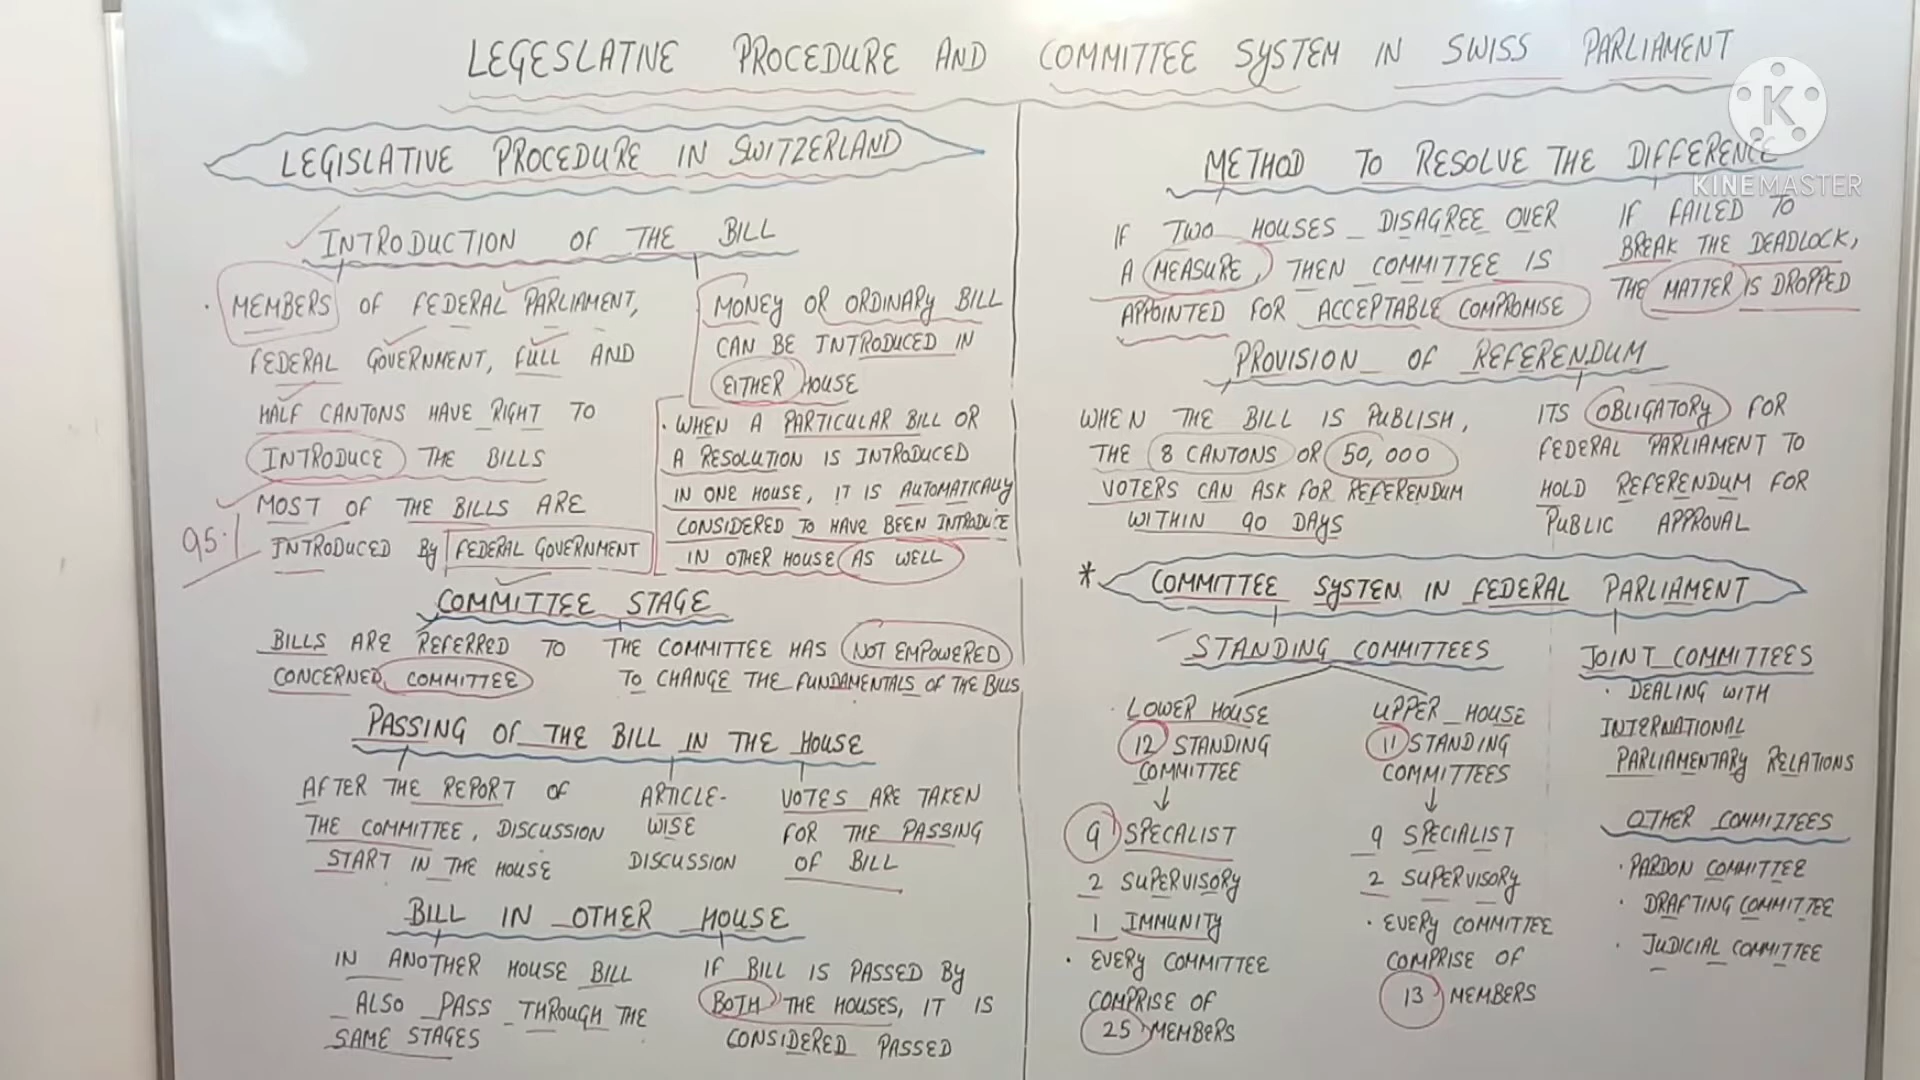 LEGESLATIVE PROCEDURE AND COMMITTEE SYSTEM IN SWISS PARLIAMENT
K
KINEMASTER
LEGISLATIVE PROCEDURE IN SWITZERLAND
INTRODUCTION OF THE BILL
. MEMBERS OF FEDERAL PARLIAMENT,
FEDERAL GOVERNMENT, FULL AND
HALF CANTONS HAVE RIGHT TO
INTRODUCE THE BILLS
MOST OF THE BILLS ARE
INTRODUCED By FEDERAL GOVERNMENT
95·/.
MONEY OR ORDINARY BILL
CAN BE INTRODUCED IN
EITHER HOUSE
. WHEN A PARTICULAR BILL OR
A RESOLUTION IS INTRODUCED
IN ONE HOUSE, IT IS AUTOMATICALLY
CONSIDERED TO HAVE BEEN INTRODUCE
IN OTHER HOUSE AS WELL
COMMITTEE STAGE
BILLS ARE REFERRED TO
CONCERNED COMMITTEE
THE COMMITTEE HAS NOT EMPOWERED
TO CHANGE THE FUNDAMENTALS OF THE BILLS
PASSING OF THE BILL IN THE HOUSE
AFTER THE REPORT OF
THE COMMITTEE, DISCUSSION
START IN THE HOUSE
ARTICLE-
WISE
DISCUSSION
VOTES ARE TAKEN
FOR THE PASSING
OF BILL
BILL IN OTHER HOUSE
IN ANOTHER HOUSE BILL
ALSO PASS THROUGH THE
SAME STAGES
IF BILL IS PASSED BY
BOTH THE HOUSES, IT IS
CONSIDERED PASSED
METHOD TO RESOLVE THE DIFFERENCE
IF TWO HOUSES DISAGREE OVER
A MEASURE, THEN COMMITTEE IS
APPOINTED FOR ACCEPTABLE COMPROMISE
IF FAILED TO
BREAK THE DEADLOCK,
THE MATTER IS DROPPED
PROVISION OF REFERENDUM
WHEN THE BILL IS PUBLISH,
THE 8 CANTONS OR 50,000
VOTERS CAN ASK FOR REFERENDUM
WITHIN 90 DAYS
ITS OBLIGATORY FOR
FEDERAL PARLIAMENT TO
HOLD REFERENDUM FOR
PUBLIC APPROVAL
* COMMITTEE SYSTEM IN FEDERAL PARLIAMENT
STANDING COMMITTEES
LOWER HOUSE
12 STANDING
COMMITTEE
9 SPECALIST
2 SUPERVISORY
1 IMMUNITY
. EVERY COMMITTEE
COMPRISE OF
25 MEMBERS
UPPER HOUSE
11 STANDING
COMMITTEES
9 SPECIALIST
2 SUPERVISORY
. EVERY COMMITTEE
COMPRISE OF
13 MEMBERS
JOINT COMMITTEES
. DEALING WITH
INTERNATIONAL
PARLIAMENTARY RELATIONS
OTHER COMMITTEES
. PARDON COMMITTEE
. DRAFTING COMMITTEE
. JUDICIAL COMMITTEE